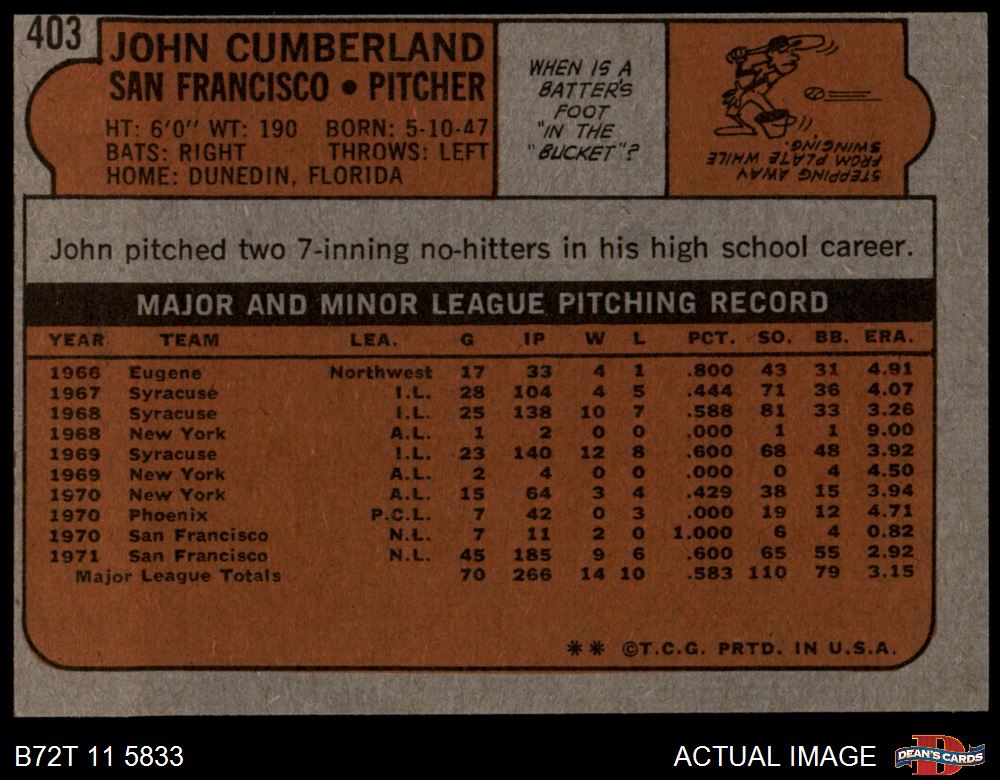 403
JOHN CUMBERLAND
SAN FRANCISCO • PITCHER
HT: 6'0" WT: 190 BORN: 5-10-47
BATS: RIGHT THROWS: LEFT
HOME: DUNEDIN, FLORIDA
WHEN IS A
BATTER'S
FOOT
"IN THE
"BUCKET"?
STEPPING AWAY
FROM PLATE WHILE
SWINGING.
John pitched two 7-inning no-hitters in his high school career.
MAJOR AND MINOR LEAGUE PITCHING RECORD
YEAR TEAM LEA. G IP W L PCT. SO. BB. ERA.
1966 Eugene Northwest 17 33 4 1 .800 43 31 4.91
1967 Syracuse I.L. 28 104 4 5 .444 71 36 4.07
1968 Syracuse I.L. 25 138 10 7 .588 81 33 3.26
1968 New York A.L. 1 2 0 0 .000 1 1 9.00
1969 Syracuse I.L. 23 140 12 8 .600 68 48 3.92
1969 New York A.L. 2 4 0 0 .000 0 4 4.50
1970 New York A.L. 15 64 3 4 .429 38 15 3.94
1970 Phoenix P.C.L. 7 42 0 3 .000 19 12 4.71
1970 San Francisco N.L. 7 11 2 0 1.000 6 4 0.82
1971 San Francisco N.L. 45 185 9 6 .600 65 55 2.92
Major League Totals 70 266 14 10 .583 110 79 3.15
** ©T.C.G. PRTD. IN U.S.A.
B72T 11 5833
ACTUAL IMAGE
DEAN'S CARDS